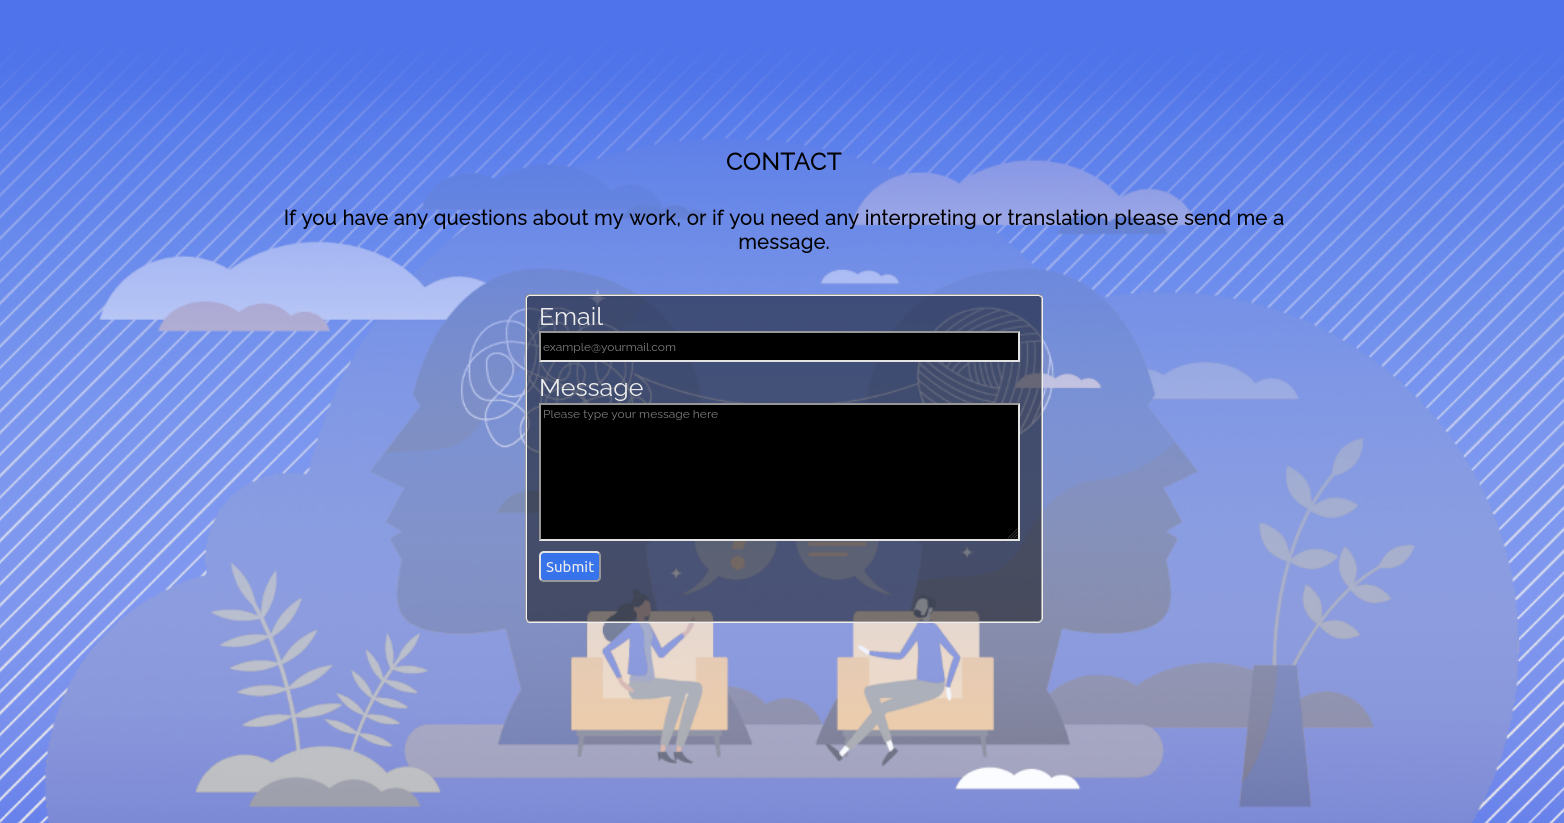 CONTACT
If you have any questions about my work, or if you need any interpreting or translation please send me a
message.
Email
example@yourmail.com
Message
Please type your message here
Submit